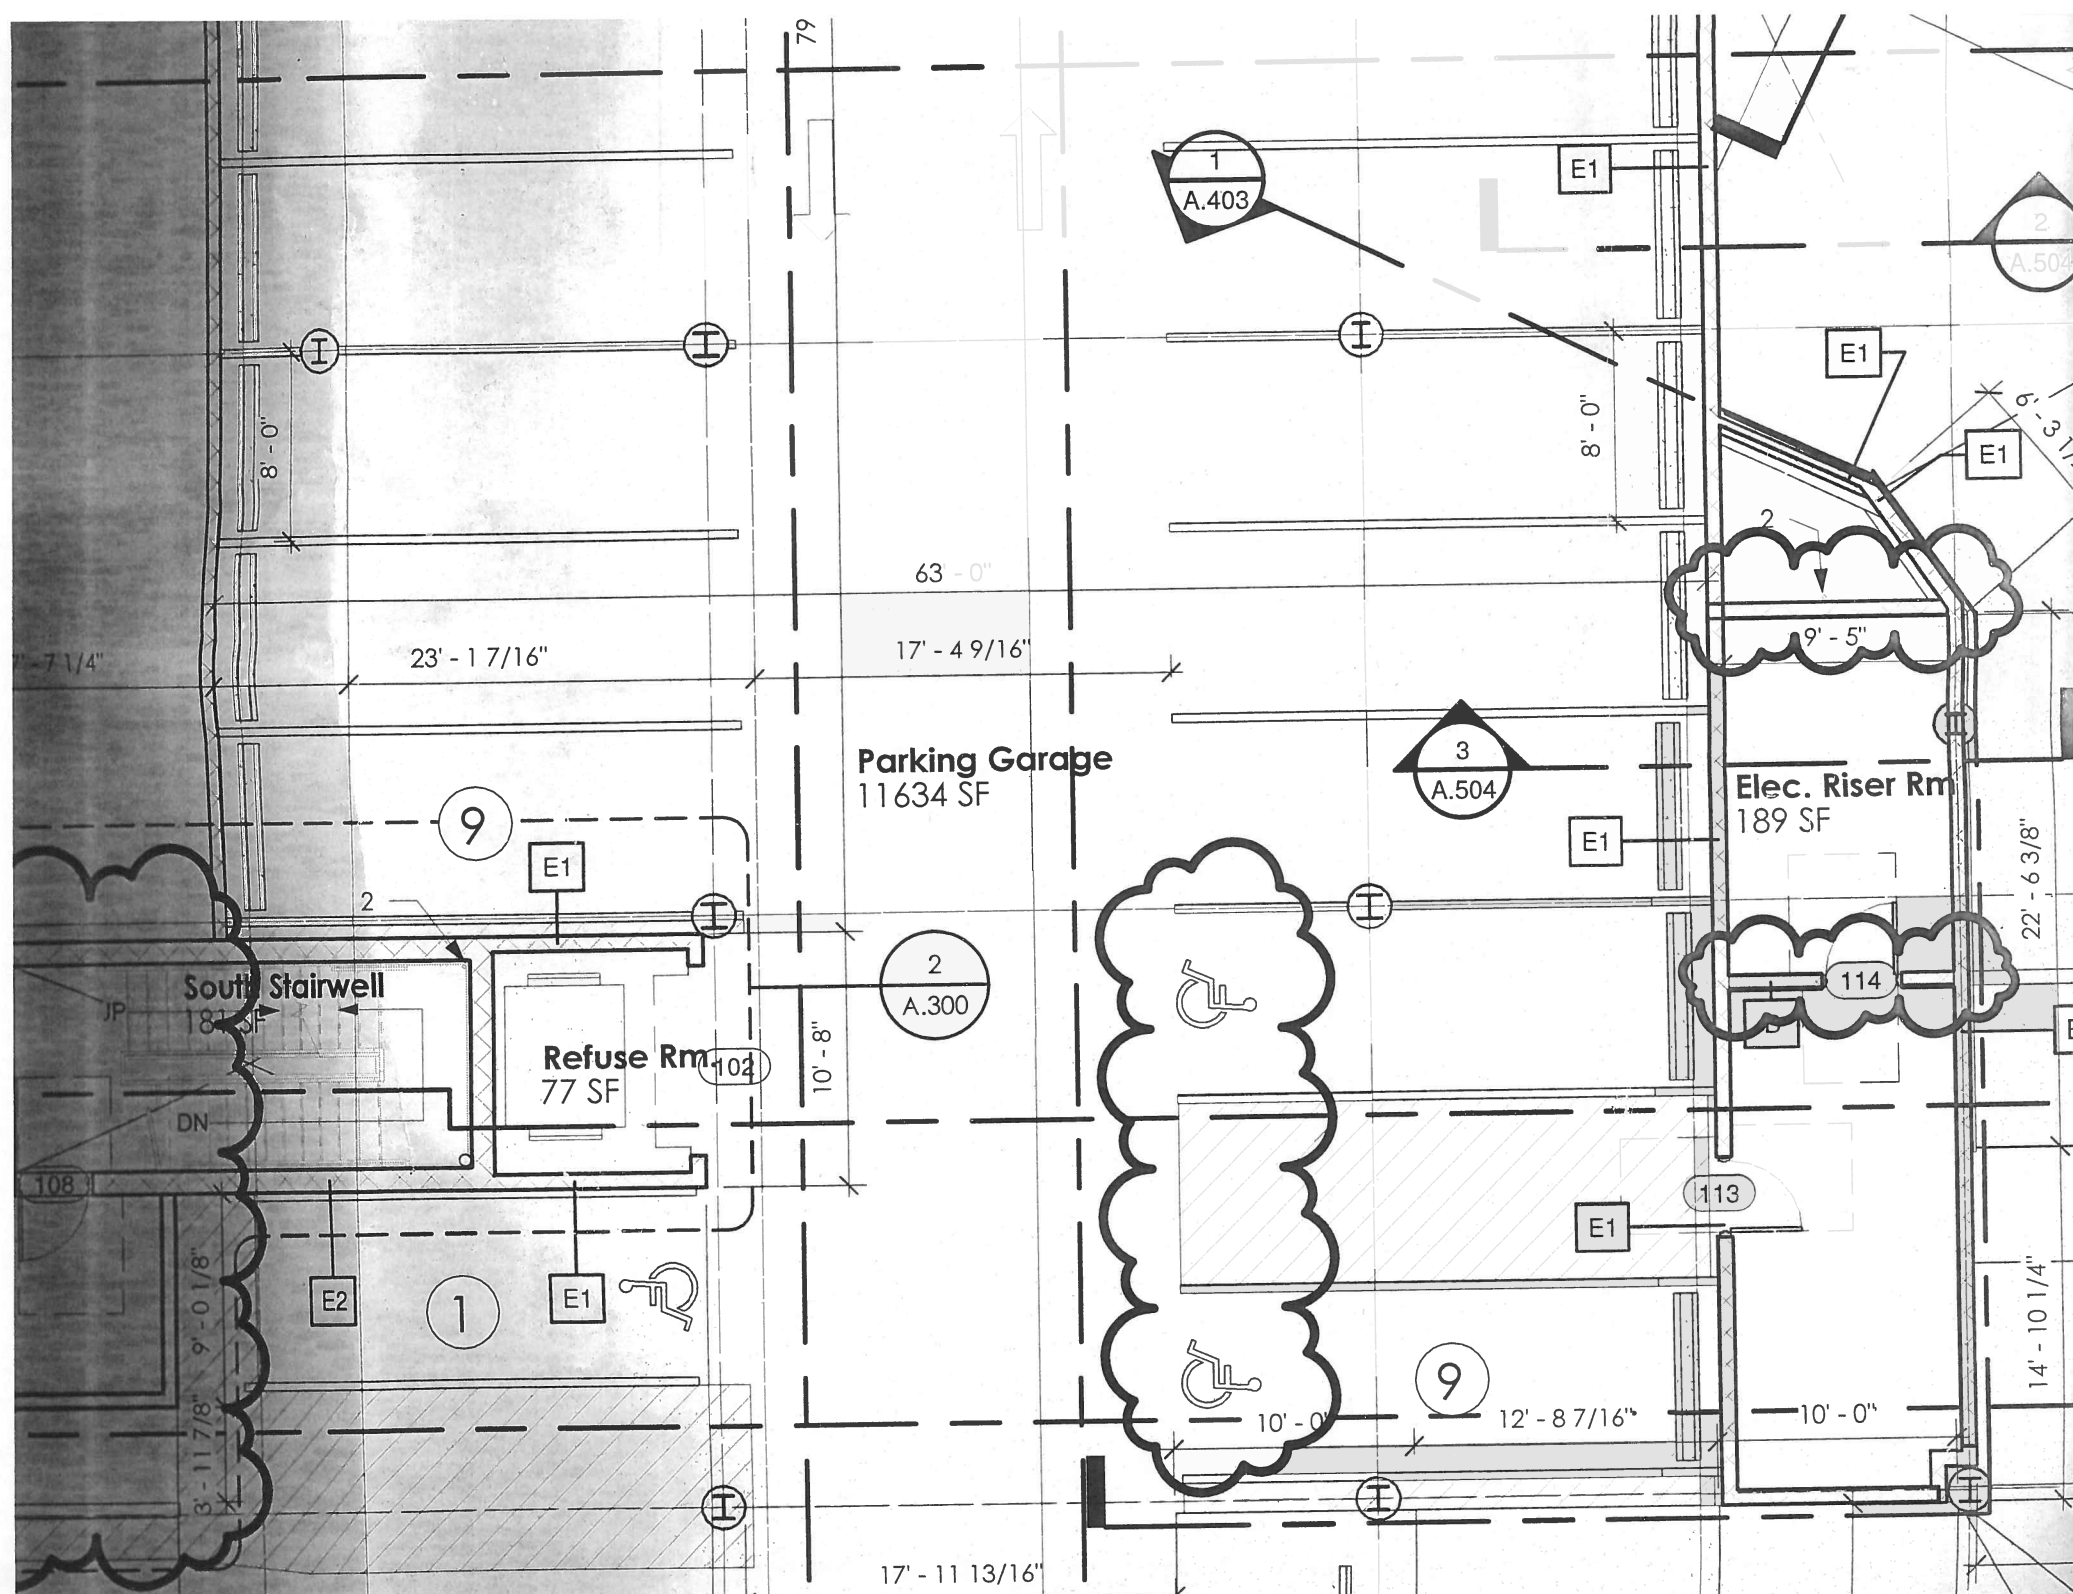 79
1
A.403
E1
2
A.504
E1
E1
8' - 0"
8' - 0"
2
63' - 0"
9' - 5"
23' - 1 7/16"
17' - 4 9/16"
Parking Garage
11634 SF
3
A.504
Elec. Riser Rm
189 SF
9
E1
E1
22' - 6 3/8"
2
2
A.300
114
South Stairwell
181 SF
JP
Refuse Rm.
77 SF
102
10' - 8"
DN
108
113
E1
E2
E1
1
9' - 0 1/8"
14' - 10 1/4"
9
3' - 11 7/8"
10' - 0"
12' - 8 7/16"
10' - 0"
17' - 11 13/16"